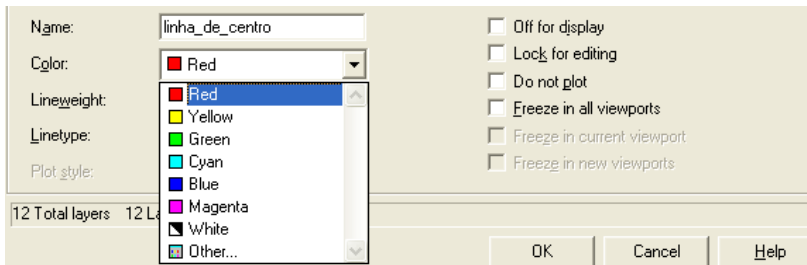 Name: linha_de_centro
Color: Red
Lineweight:
Linetype:
Plot style:
Red
Yellow
Green
Cyan
Blue
Magenta
White
Other...
Off for display
Lock for editing
Do not plot
Freeze in all viewports
Freeze in current viewport
Freeze in new viewports
12 Total layers 12 La
OK Cancel Help